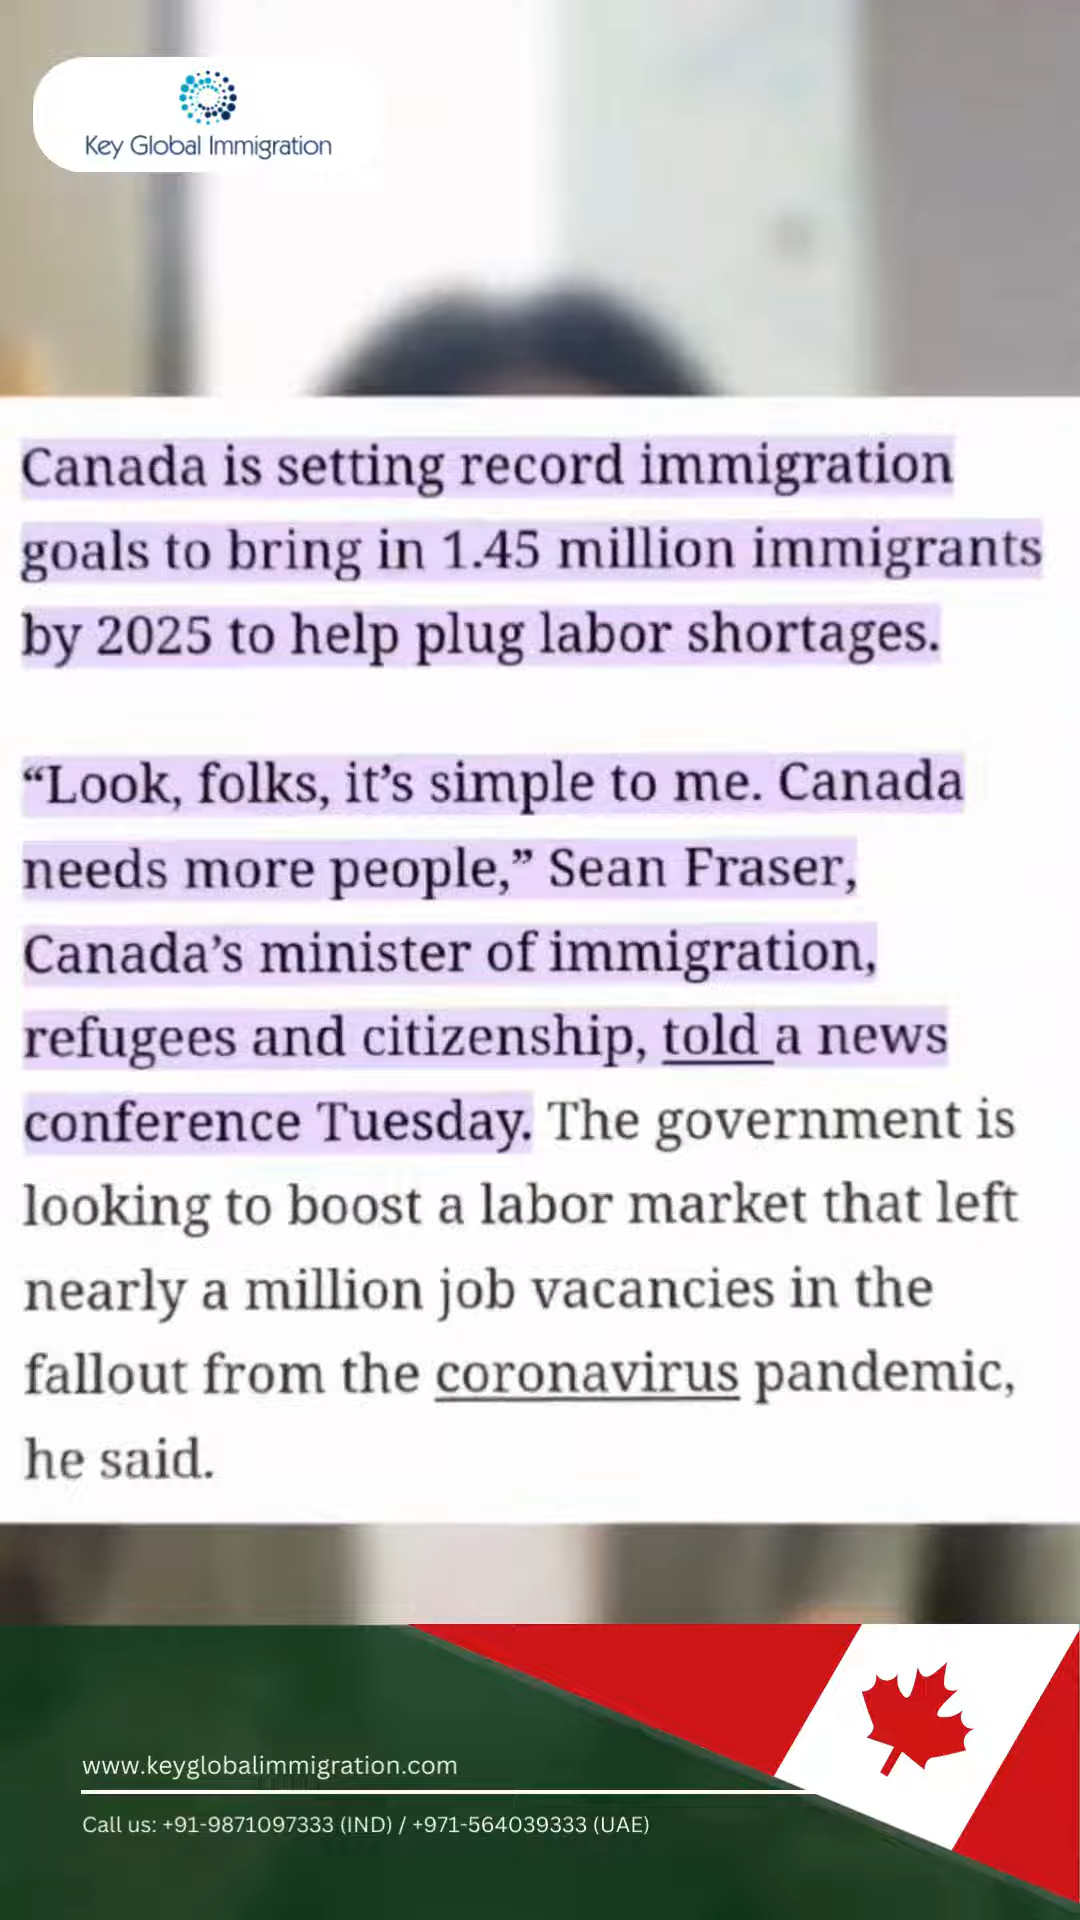 Key Global Immigration
Canada is setting record immigration
goals to bring in 1.45 million immigrants
by 2025 to help plug labor shortages.
“Look, folks, it’s simple to me. Canada
needs more people,” Sean Fraser,
Canada’s minister of immigration,
refugees and citizenship, told a news
conference Tuesday. The government is
looking to boost a labor market that left
nearly a million job vacancies in the
fallout from the coronavirus pandemic,
he said.
www.keyglobalimmigration.com
Call us: +91-9871097333 (IND) / +971-564039333 (UAE)